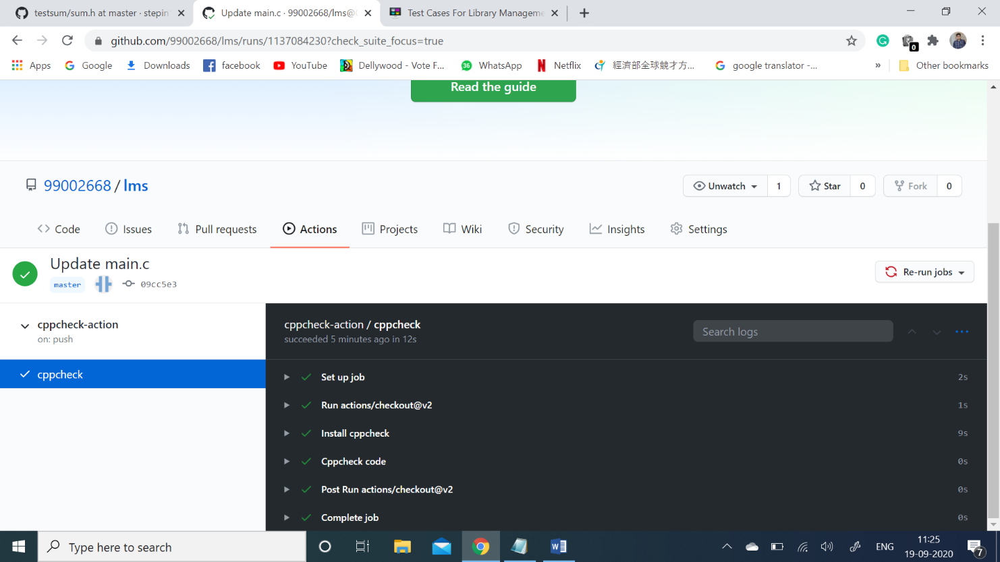 testsum/sum.h at master · stepin
Update main.c · 99002668/lms@
Test Cases For Library Manageme
github.com/99002668/lms/runs/1137084230?check_suite_focus=true
0
Apps
Google
Downloads
facebook
YouTube
Dellywood - Vote F...
36
WhatsApp
Netflix
經濟部全球競才方...
google translator -...
»
Other bookmarks
Read the guide
99002668 / lms
Unwatch
1
Star
0
Fork
0
Code
Issues
Pull requests
Actions
Projects
Wiki
Security
Insights
Settings
Update main.c
master
09cc5e3
Re-run jobs
cppcheck-action
on: push
cppcheck
cppcheck-action / cppcheck
succeeded 5 minutes ago in 12s
Search logs
Set up job 2s
Run actions/checkout@v2 1s
Install cppcheck 9s
Cppcheck code 0s
Post Run actions/checkout@v2 0s
Complete job 0s
Type here to search
ENG
11:25
19-09-2020
7